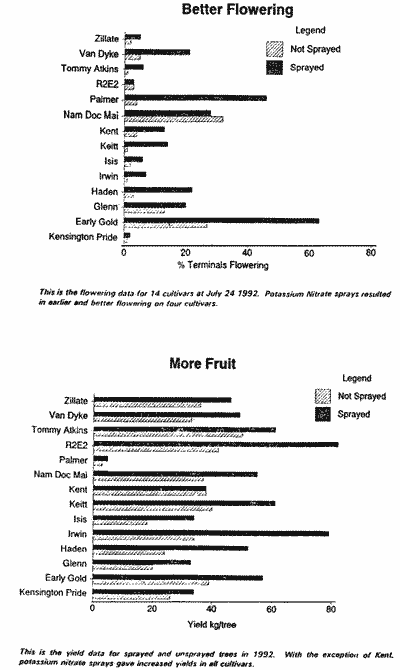 Better Flowering
Legend
Not Sprayed
Sprayed
Zillate
Van Dyke
Tommy Atkins
R2E2
Palmer
Nam Doc Mai
Kent
Keitt
Isis
Irwin
Haden
Glenn
Early Gold
Kensington Pride
0 20 40 60 80
% Terminals Flowering
This is the flowering data for 14 cultivars at July 24 1992. Potassium Nitrate sprays resulted
in earlier and better flowering on four cultivars.
More Fruit
Legend
Not Sprayed
Sprayed
Zillate
Van Dyke
Tommy Atkins
R2E2
Palmer
Nam Doc Mai
Kent
Keitt
Isis
Irwin
Haden
Glenn
Early Gold
Kensington Pride
0 20 40 60 80
Yield kg/tree
This is the yield data for sprayed and unsprayed trees in 1992. With the exception of Kent,
potassium nitrate sprays gave increased yields in all cultivars.